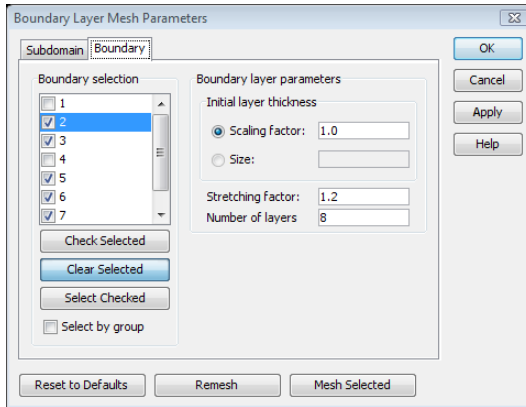 Boundary Layer Mesh Parameters
Subdomain Boundary
OK
Cancel
Apply
Help
Boundary selection
1
2
3
4
5
6
7
Check Selected
Clear Selected
Select Checked
Select by group
Boundary layer parameters
Initial layer thickness
Scaling factor: 1.0
Size:
Stretching factor: 1.2
Number of layers 8
Reset to Defaults Remesh Mesh Selected